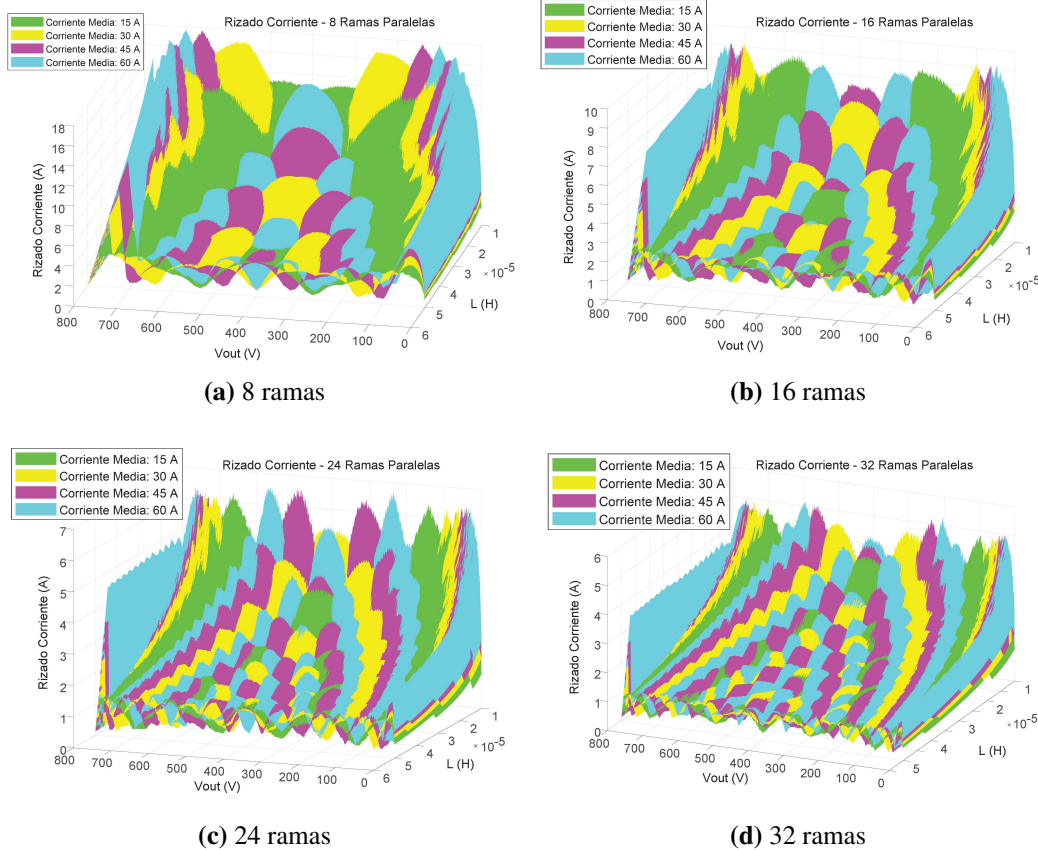 Corriente Media: 15 A
Corriente Media: 30 A
Corriente Media: 45 A
Corriente Media: 60 A
Rizado Corriente - 8 Ramas Paralelas
Rizado Corriente (A)
18
16
14
12
10
8
6
4
2
0
800
700
600
500
400
300
200
100
0
Vout (V)
1
2
3
4
5
6
× 10-5
L (H)
(a) 8 ramas
Corriente Media: 15 A
Corriente Media: 30 A
Corriente Media: 45 A
Corriente Media: 60 A
Rizado Corriente - 16 Ramas Paralelas
Rizado Corriente (A)
10
9
8
7
6
5
4
3
2
1
0
800
700
600
500
400
300
200
100
0
Vout (V)
1
2
3
4
5
6
× 10-5
L (H)
(b) 16 ramas
Corriente Media: 15 A
Corriente Media: 30 A
Corriente Media: 45 A
Corriente Media: 60 A
Rizado Corriente - 24 Ramas Paralelas
Rizado Corriente (A)
7
6
5
4
3
2
1
0
800
700
600
500
400
300
200
100
0
Vout (V)
1
2
3
4
5
6
×10-5
L (H)
(c) 24 ramas
Corriente Media: 15 A
Corriente Media: 30 A
Corriente Media: 45 A
Corriente Media: 60 A
Rizado Corriente - 32 Ramas Paralelas
Rizado Corriente (A)
6
5
4
3
2
1
0
800
700
600
500
400
300
200
100
0
Vout (V)
1
2
3
4
5
6
×10-5
L (H)
(d) 32 ramas